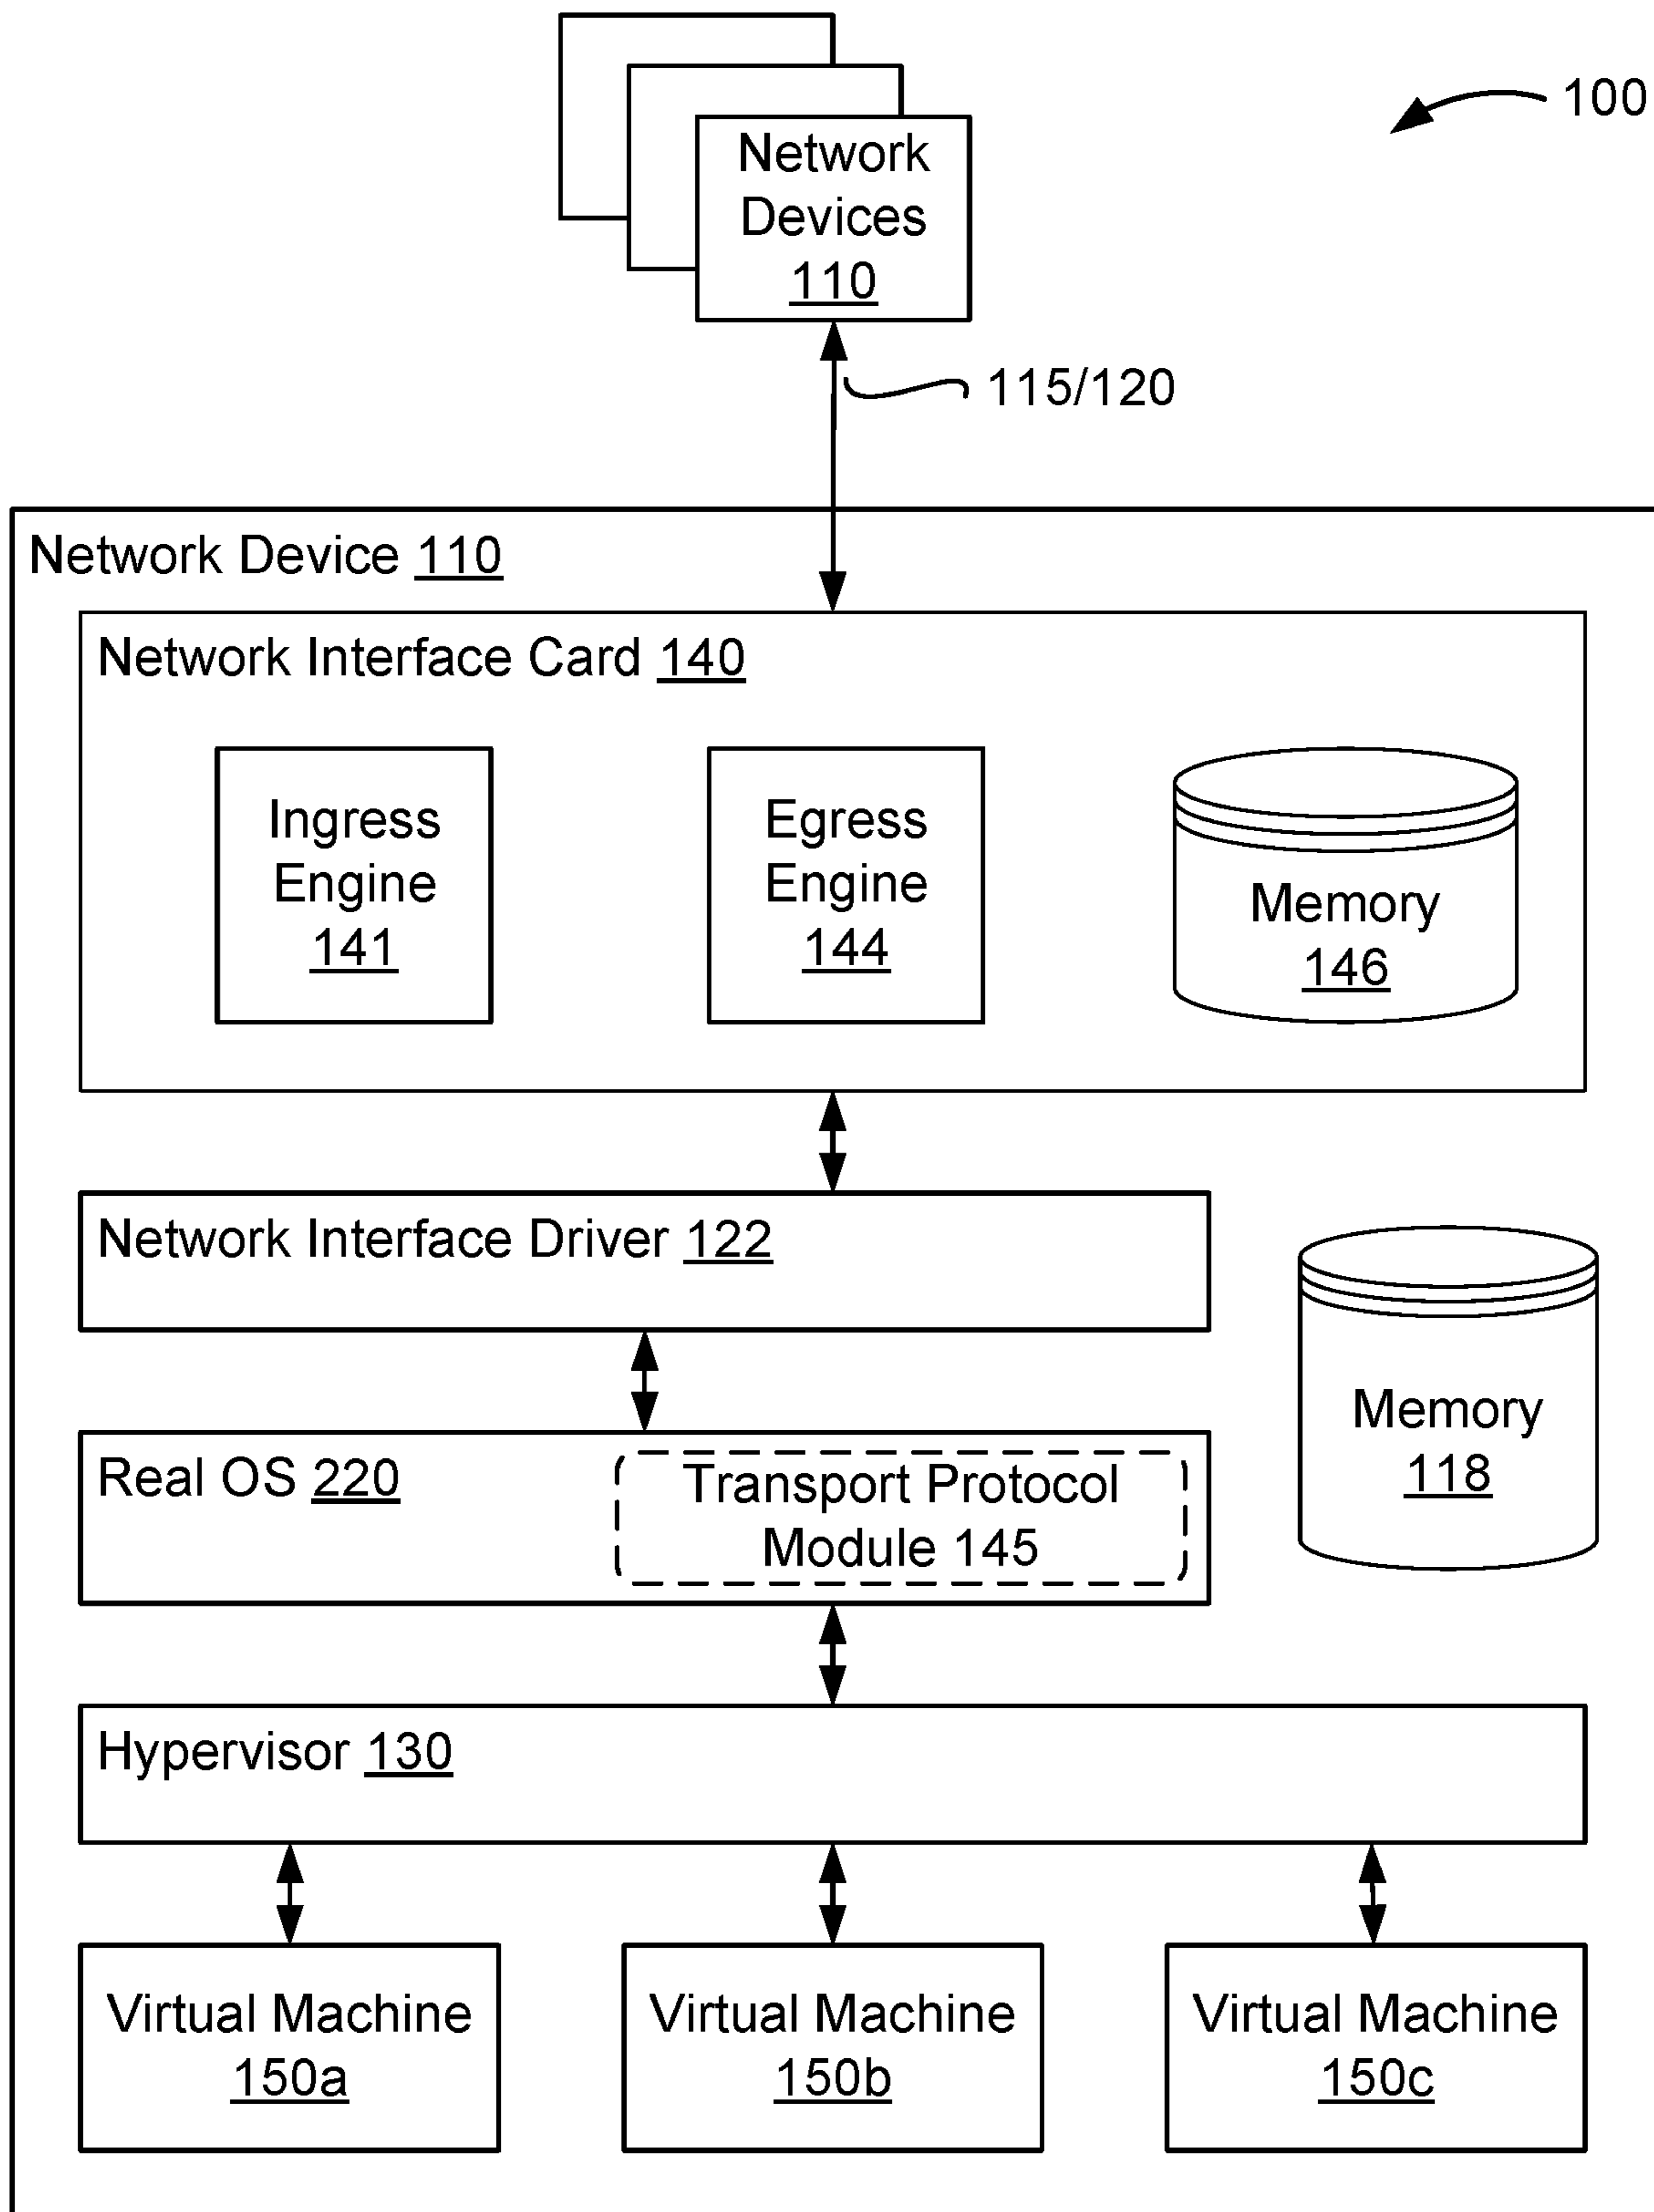 100
Network
Devices
110
115/120
Network Device 110
Network Interface Card 140
Ingress
Engine
141
Egress
Engine
144
Memory
146
Network Interface Driver 122
Memory
118
Real OS 220
Transport Protocol
Module 145
Hypervisor 130
Virtual Machine
150a
Virtual Machine
150b
Virtual Machine
150c